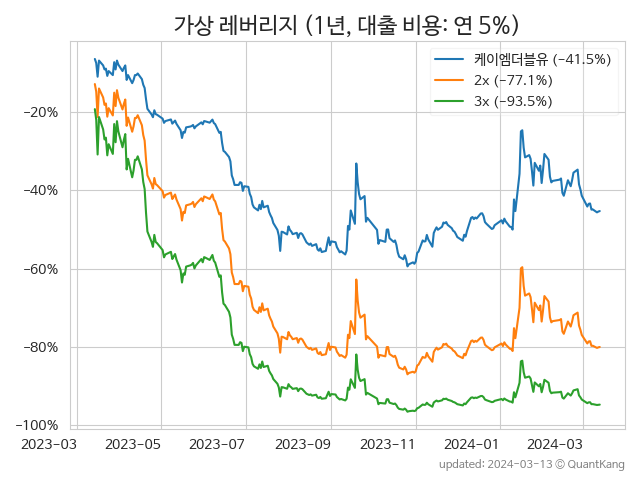 가상 레버리지 (1년, 대출 비용: 연 5%)
케이엠더블유 (−41.5%)
2x (−77.1%)
3x (−93.5%)
−20%
−40%
−60%
−80%
−100%
2023−03 2023−05 2023−07 2023−09 2023−11 2024−01 2024−03
updated: 2024−03−13 © QuantKang